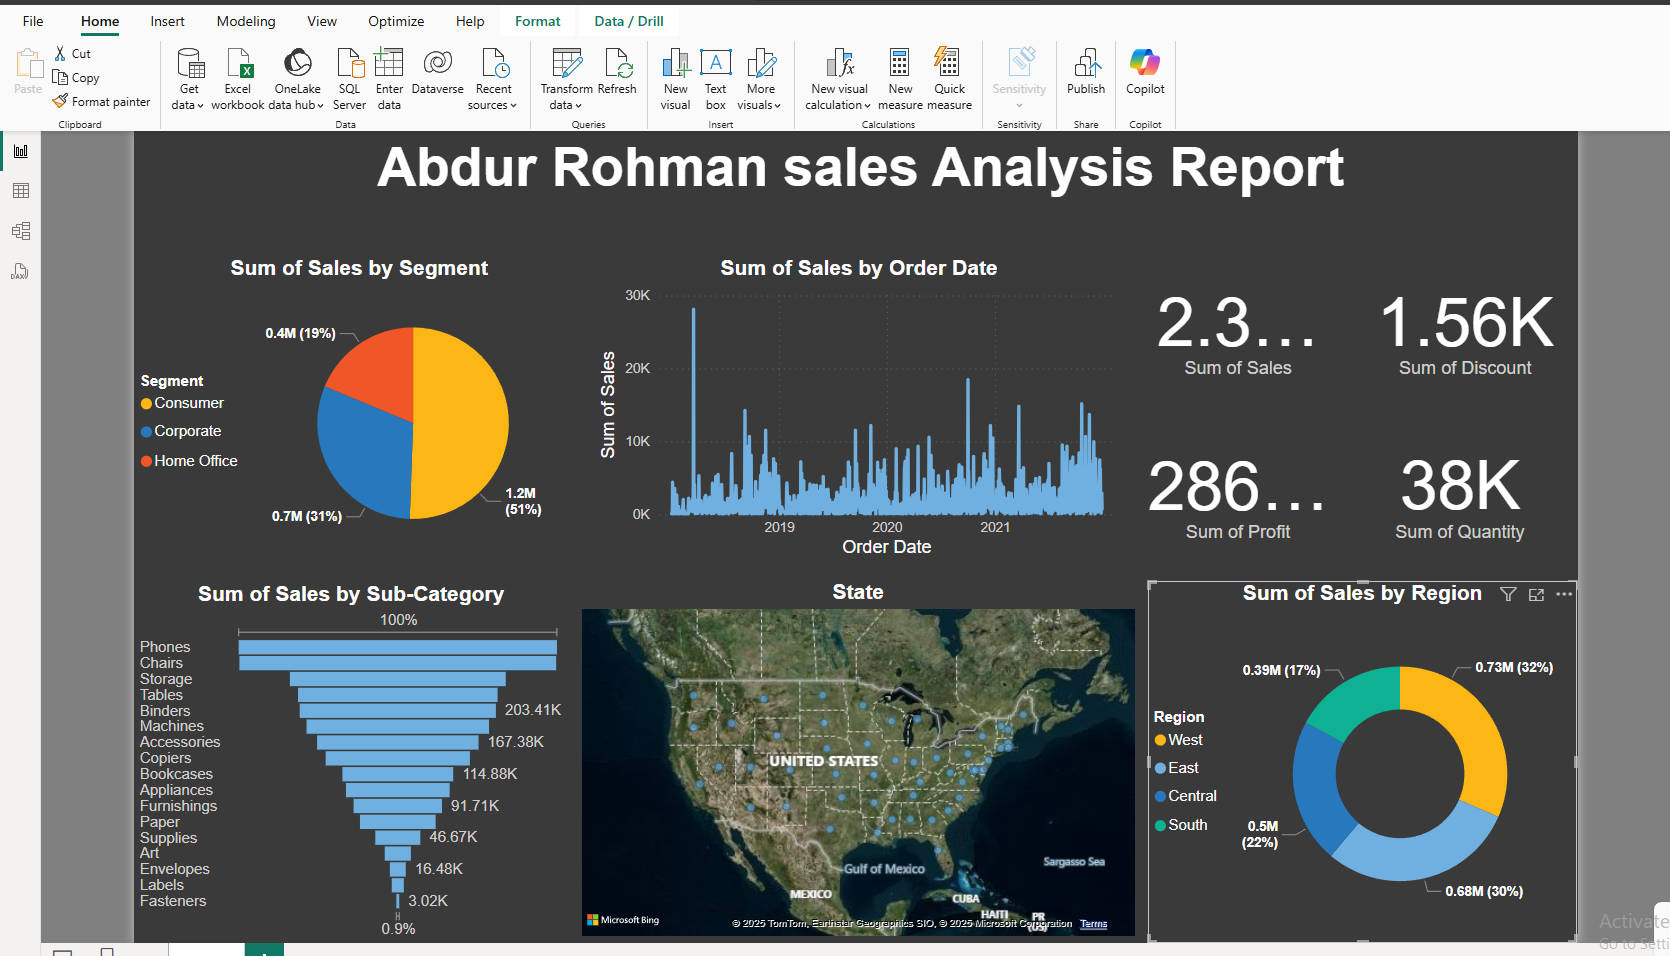 File Home Insert Modeling View Optimize Help Format Data / Drill
Paste
Cut
Copy
Format painter
Clipboard
Get data
Excel workbook
OneLake data hub
SQL Server
Enter data
Dataverse
Recent sources
Data
Transform data
Refresh
Queries
New visual
Text box
More visuals
Insert
New visual calculation
New measure
Quick measure
Calculations
Sensitivity
Sensitivity
Publish
Share
Copilot
Copilot
DAX
Abdur Rohman sales Analysis Report
Sum of Sales by Segment
0.4M (19%)
Segment
Consumer
Corporate
Home Office
1.2M
(51%)
0.7M (31%)
Sum of Sales by Order Date
Sum of Sales
30K
20K
10K
0K
2019 2020 2021
Order Date
2.3...
Sum of Sales
1.56K
Sum of Discount
286...
Sum of Profit
38K
Sum of Quantity
Sum of Sales by Sub-Category
100%
Phones
Chairs
Storage
Tables
Binders 203.41K
Machines
Accessories 167.38K
Copiers
Bookcases 114.88K
Appliances
Furnishings 91.71K
Paper
Supplies 46.67K
Art
Envelopes 16.48K
Labels
Fasteners 3.02K
0.9%
State
UNITED STATES
Gulf of Mexico
Sargasso Sea
MEXICO
CUBA
HAITI
PR
(US)
Microsoft Bing
© 2025 TomTom, Earthstar Geographics SIO, © 2025 Microsoft Corporation Terms
Sum of Sales by Region
0.39M (17%)
0.73M (32%)
Region
West
East
Central
South
0.5M
(22%)
0.68M (30%)
Activate
Go to Setti